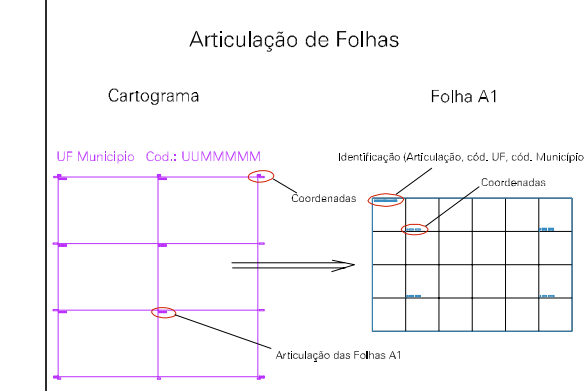 Articulação de Folhas
Cartograma
Folha A1
UF Municipio Cod.: UUMMMMM
Identificação (Articulação, cód. UF, cód. Município
Coordenadas
Coordenadas
Articulação das Folhas A1